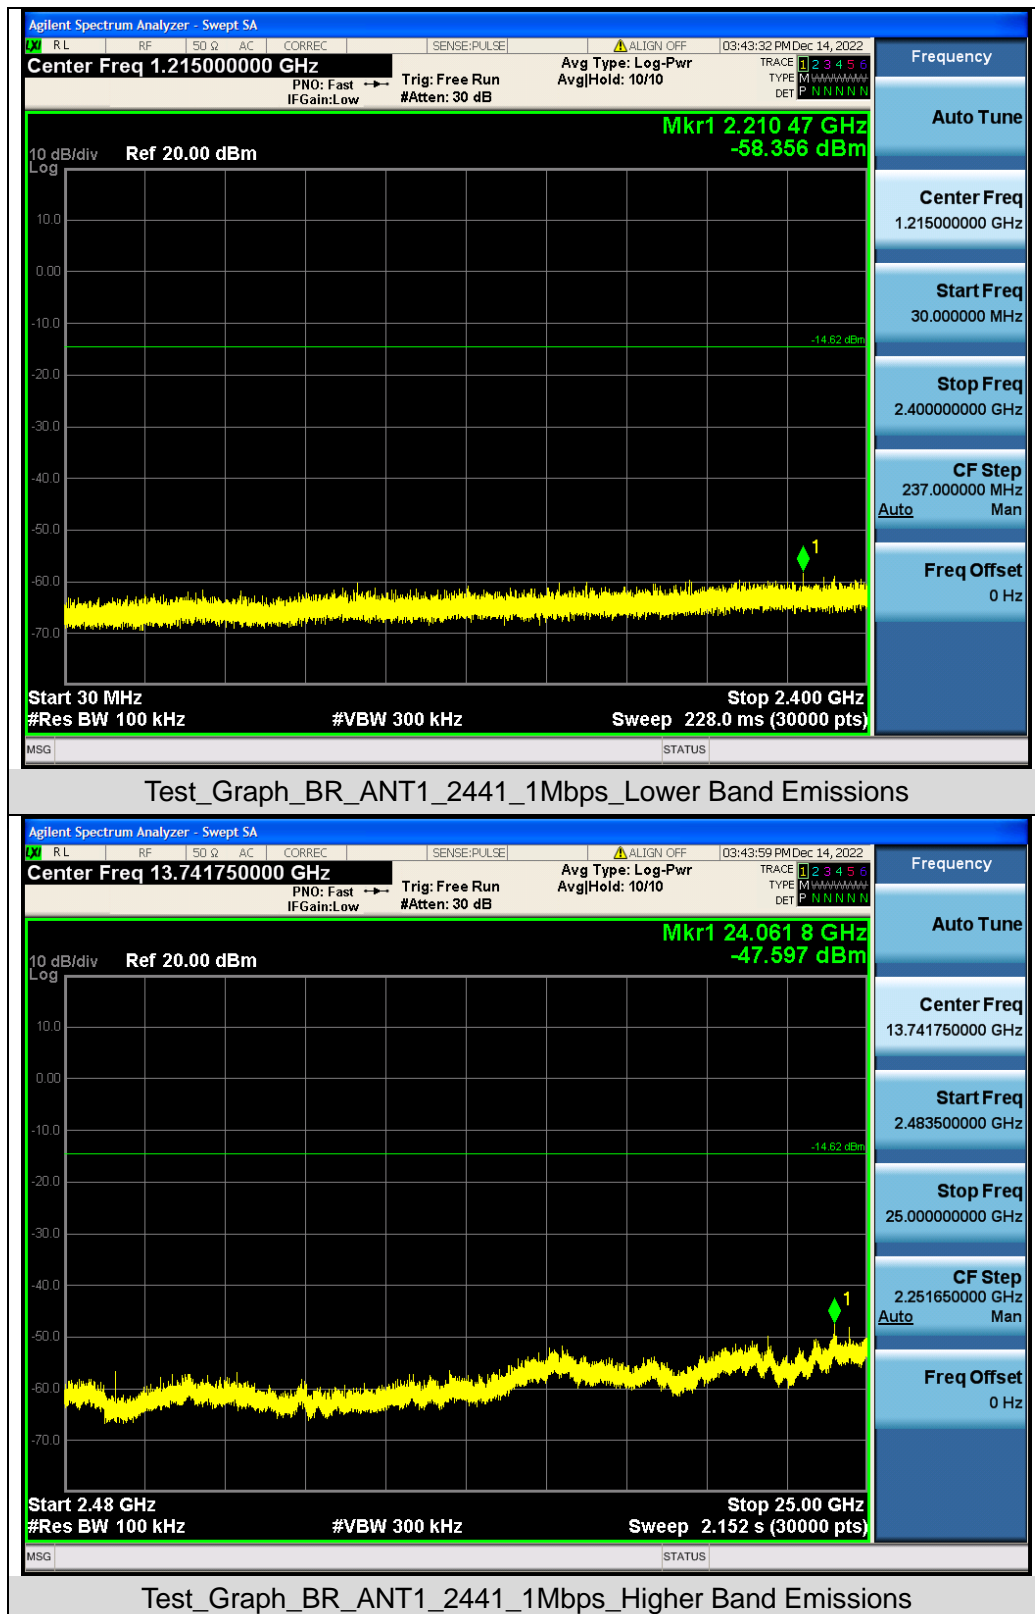 Agilent Spectrum Analyzer - Swept SA
LXI RL RF 50 Ω AC CORREC SENSE:PULSE ALIGN OFF 03:43:32 PM Dec 14, 2022
Center Freq 1.215000000 GHz
PNO: Fast
IFGain:Low
Trig: Free Run
#Atten: 30 dB
Avg Type: Log-Pwr
Avg|Hold: 10/10
TRACE 1 2 3 4 5 6
TYPE M WWWWW
DET P N N N N N
Mkr1 2.210 47 GHz
-58.356 dBm
10 dB/div Ref 20.00 dBm
Log
10.0
0.00
-10.0
-14.62 dBm
-20.0
-30.0
-40.0
-50.0
1
-60.0
-70.0
Start 30 MHz Stop 2.400 GHz
#Res BW 100 kHz #VBW 300 kHz Sweep 228.0 ms (30000 pts)
MSG STATUS
Frequency
Auto Tune
Center Freq
1.215000000 GHz
Start Freq
30.000000 MHz
Stop Freq
2.400000000 GHz
CF Step
237.000000 MHz
Auto Man
Freq Offset
0 Hz
Test_Graph_BR_ANT1_2441_1Mbps_Lower Band Emissions
Agilent Spectrum Analyzer - Swept SA
LXI RL RF 50 Ω AC CORREC SENSE:PULSE ALIGN OFF 03:43:59 PM Dec 14, 2022
Center Freq 13.741750000 GHz
PNO: Fast
IFGain:Low
Trig: Free Run
#Atten: 30 dB
Avg Type: Log-Pwr
Avg|Hold: 10/10
TRACE 1 2 3 4 5 6
TYPE M WWWWW
DET P N N N N N
Mkr1 24.061 8 GHz
-47.597 dBm
10 dB/div Ref 20.00 dBm
Log
10.0
0.00
-10.0
-14.62 dBm
-20.0
-30.0
-40.0
1
-50.0
-60.0
-70.0
Start 2.48 GHz Stop 25.00 GHz
#Res BW 100 kHz #VBW 300 kHz Sweep 2.152 s (30000 pts)
MSG STATUS
Frequency
Auto Tune
Center Freq
13.741750000 GHz
Start Freq
2.483500000 GHz
Stop Freq
25.000000000 GHz
CF Step
2.251650000 GHz
Auto Man
Freq Offset
0 Hz
Test_Graph_BR_ANT1_2441_1Mbps_Higher Band Emissions